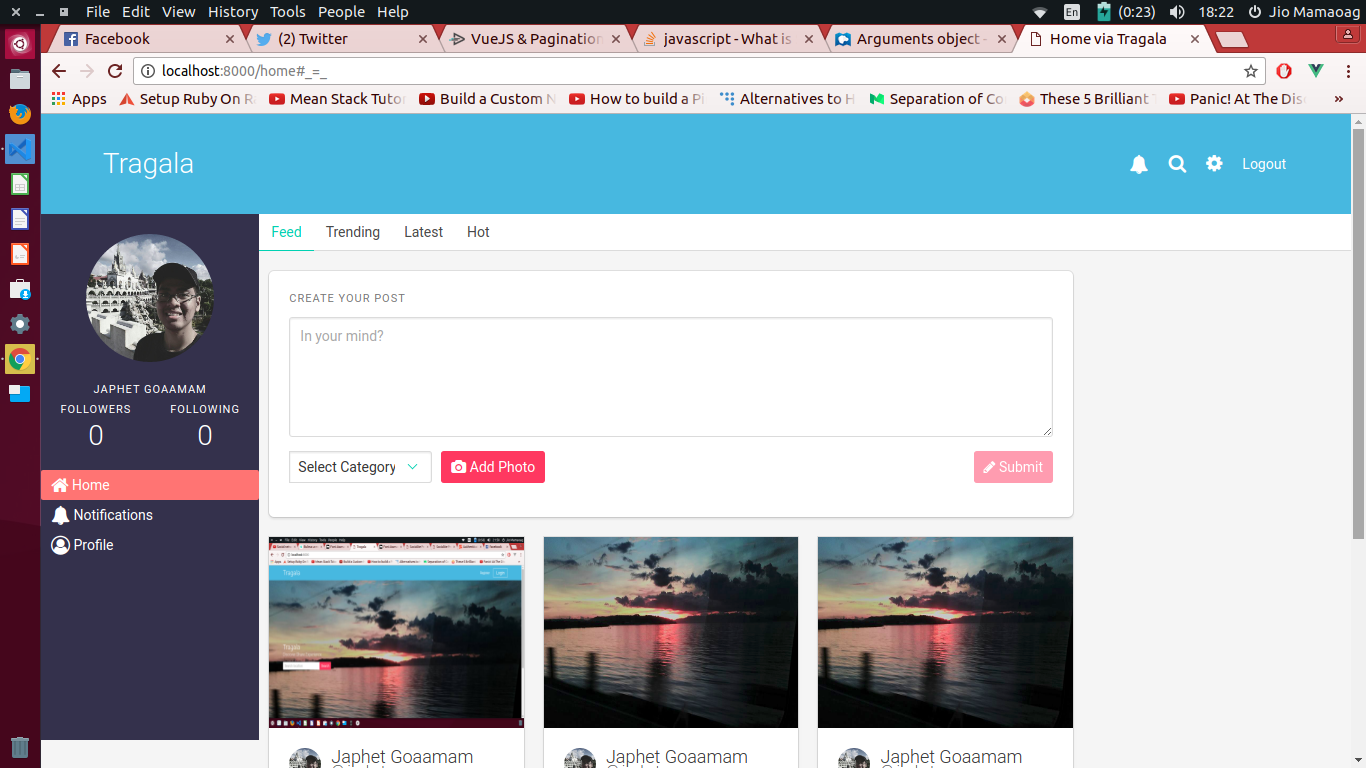 File Edit View History Tools People Help
En (0:23) 18:22 Jio Mamaoag
Facebook (2) Twitter VueJS & Pagination javascript - What is Arguments object - Home via Tragala
localhost:8000/home#_=_
Apps Setup Ruby On R Mean Stack Tutor Build a Custom N How to build a Pi Alternatives to H Separation of Co These 5 Brilliant T Panic! At The Dis »
Tragala
Logout
Feed Trending Latest Hot
CREATE YOUR POST
In your mind?
Select Category Add Photo Submit
JAPHET GOAAMAM
FOLLOWERS FOLLOWING
0 0
Home
Notifications
Profile
Tragala
Japhet Goaamam Japhet Goaamam Japhet Goaamam